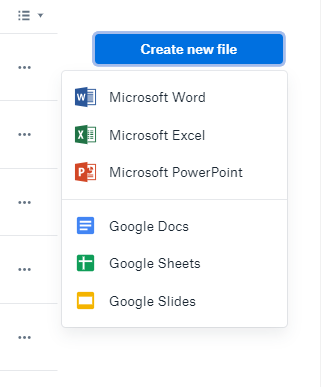 Create new file
Microsoft Word
Microsoft Excel
Microsoft PowerPoint
Google Docs
Google Sheets
Google Slides